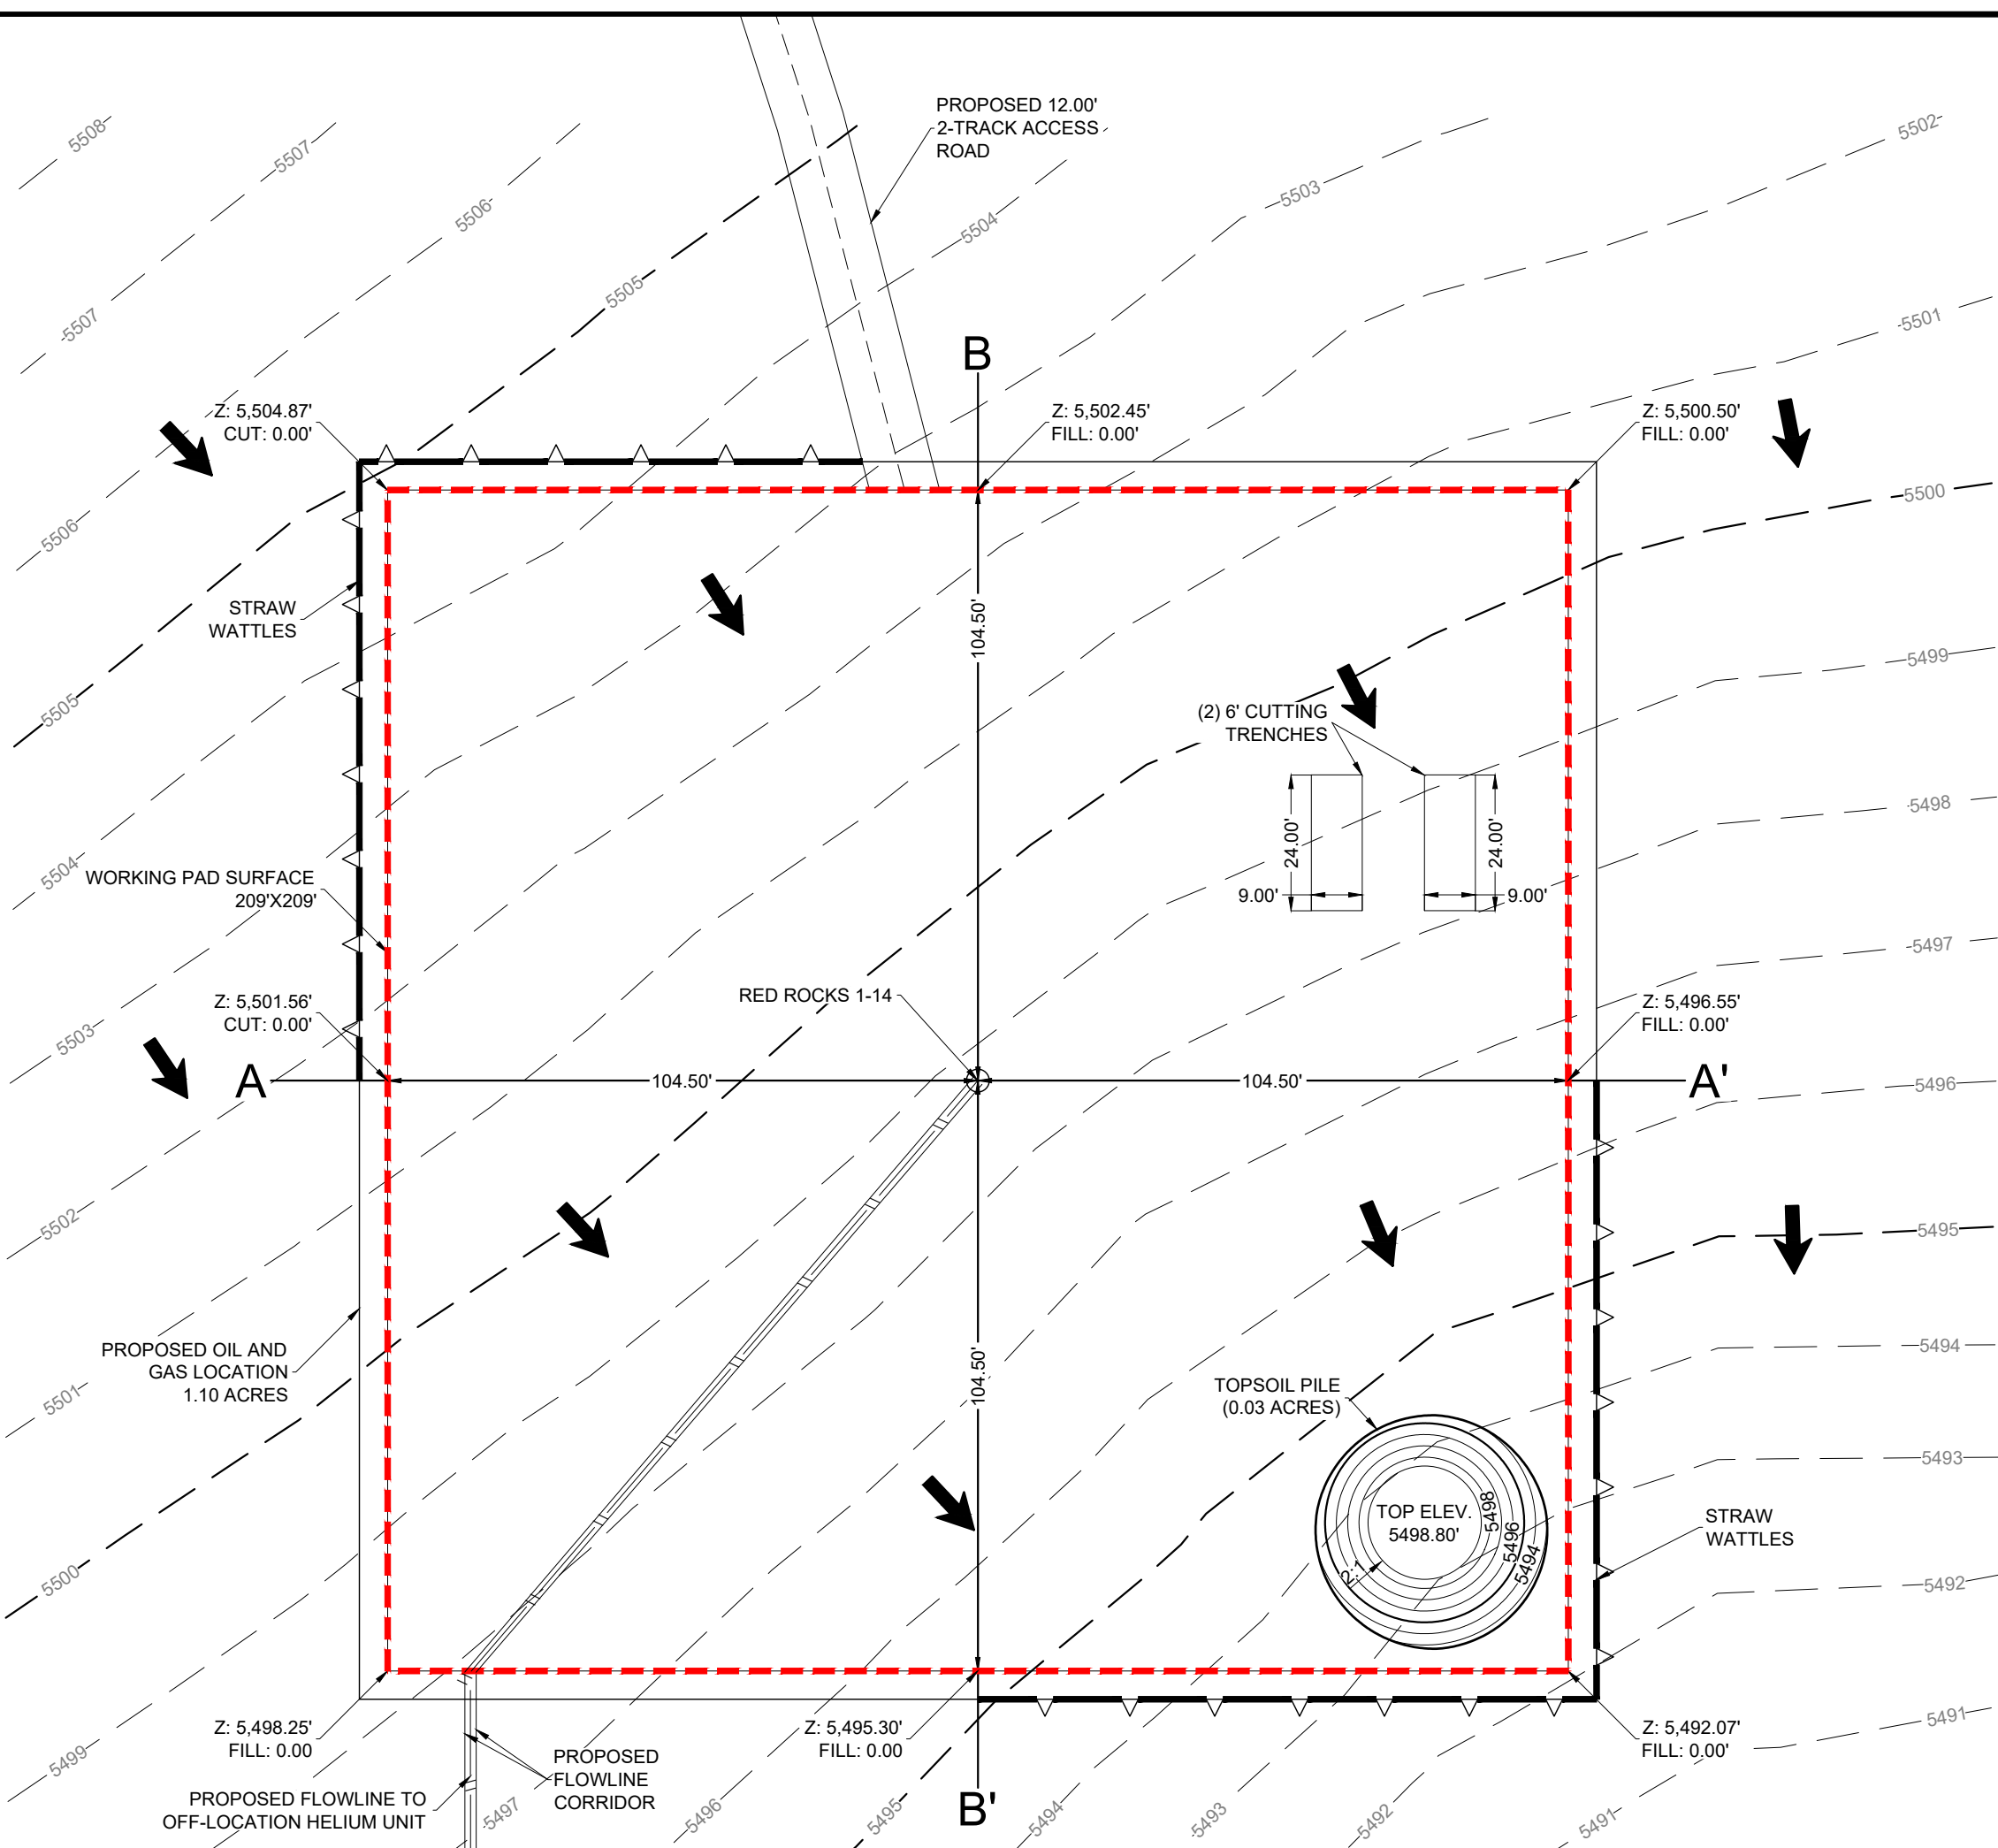 PROPOSED 12.00'
2-TRACK ACCESS
ROAD
5508
5507
5506
5505
5504
5503
5502
5501
5507
5506
5505
5504
5503
5502
5501
5500
5499
5500
5499
5498
5497
5496
5495
5494
5493
5492
5491
B
Z: 5,504.87'
CUT: 0.00'
Z: 5,502.45'
FILL: 0.00'
Z: 5,500.50'
FILL: 0.00'
STRAW
WATTLES
104.50'
(2) 6' CUTTING
TRENCHES
24.00'
24.00'
9.00'
9.00'
WORKING PAD SURFACE
209'X209'
RED ROCKS 1-14
Z: 5,501.56'
CUT: 0.00'
Z: 5,496.55'
FILL: 0.00'
A
104.50'
104.50'
A'
PROPOSED OIL AND
GAS LOCATION
1.10 ACRES
104.50'
TOPSOIL PILE
(0.03 ACRES)
TOP ELEV.
5498.80'
5498
5496
5494
2:1
STRAW
WATTLES
Z: 5,498.25'
FILL: 0.00
Z: 5,495.30'
FILL: 0.00
Z: 5,492.07'
FILL: 0.00'
PROPOSED
FLOWLINE
CORRIDOR
PROPOSED FLOWLINE TO
OFF-LOCATION HELIUM UNIT
B'
5497
5496
5495
5494
5493
5492
5491